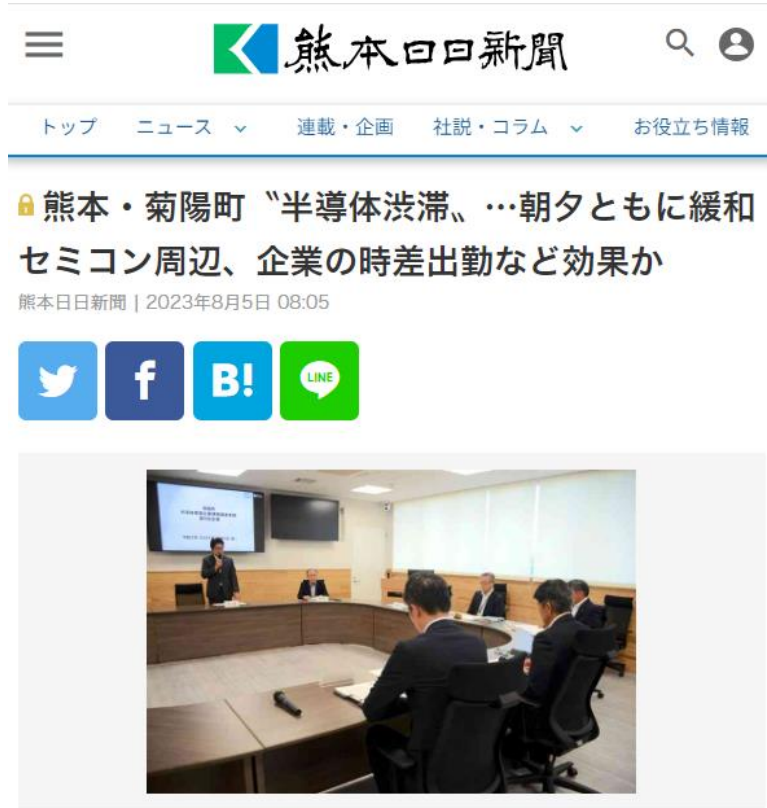 熊本日日新聞
トップ ニュース 連載・企画 社説・コラム お役立ち情報
熊本・菊陽町〝半導体渋滞〟…朝夕ともに緩和
セミコン周辺、企業の時差出勤など効果か
熊本日日新聞 | 2023年8月5日 08:05
f B! LINE